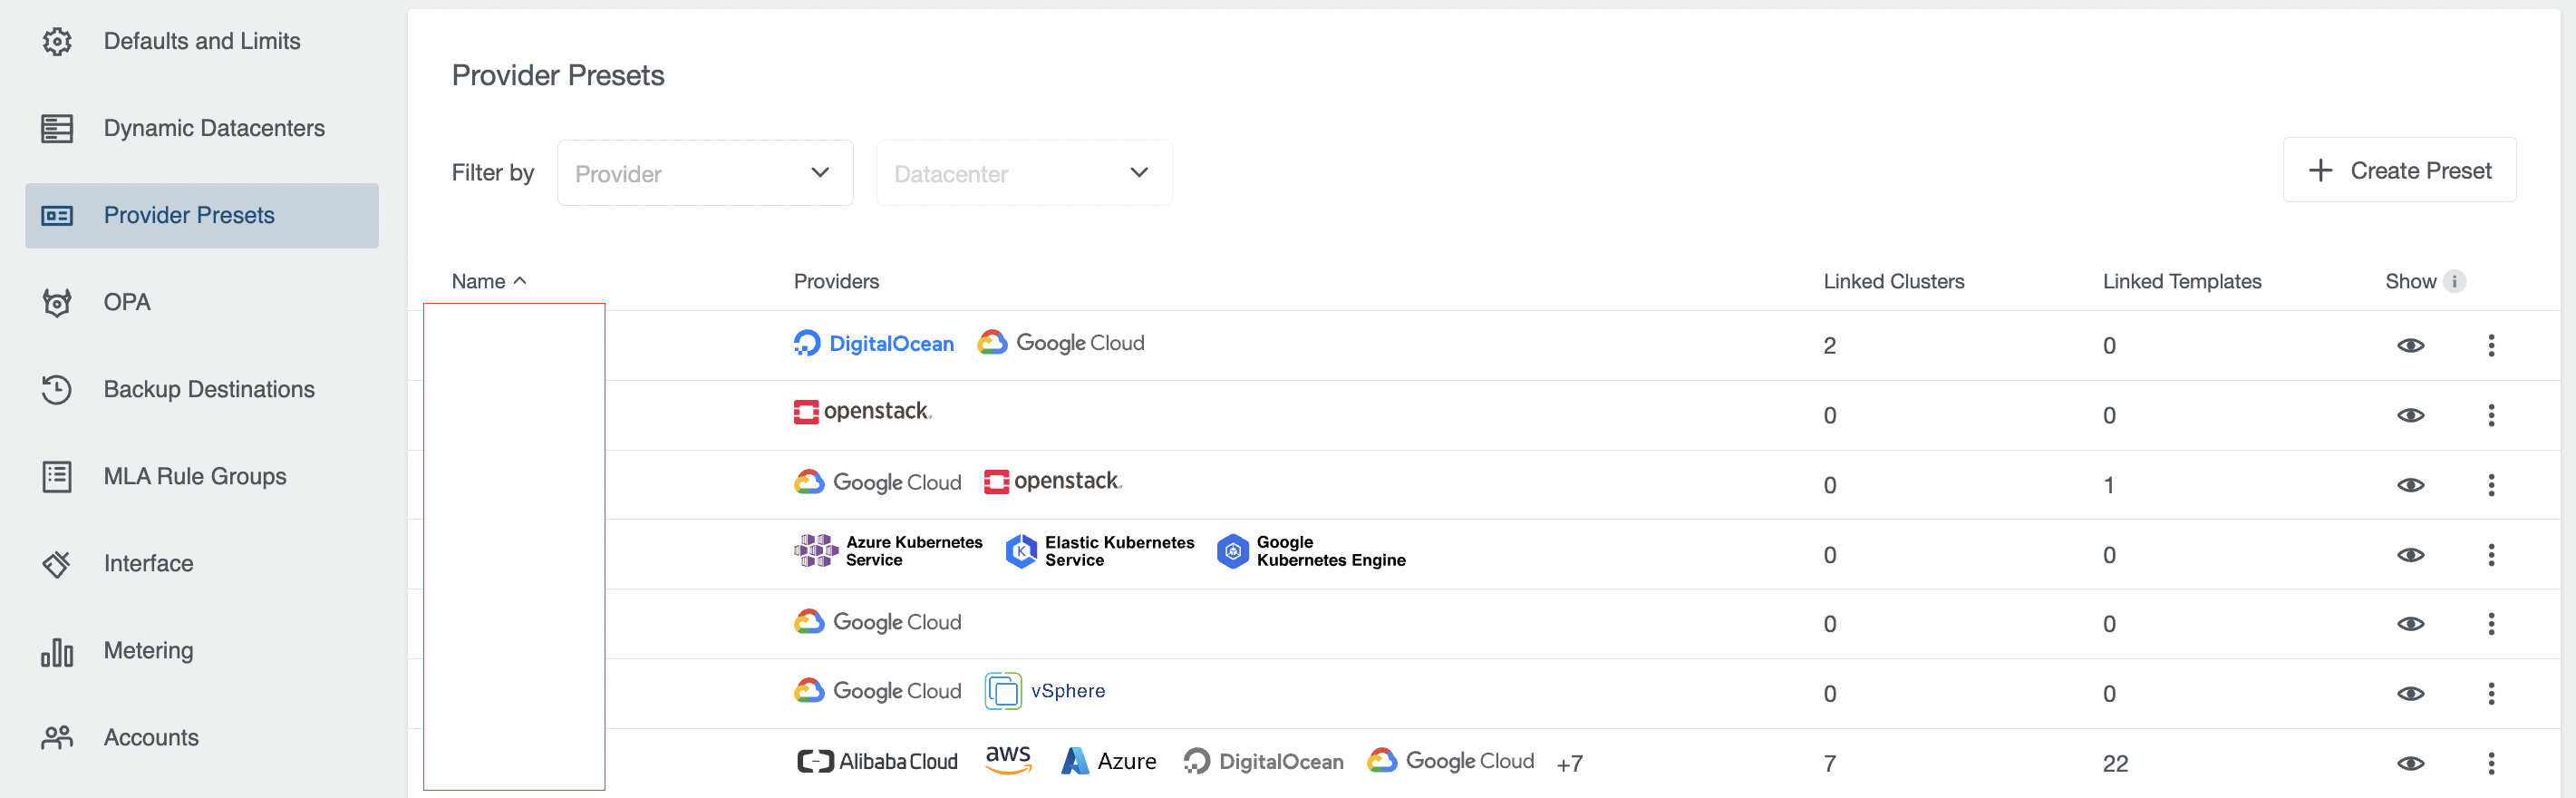 Defaults and Limits
Dynamic Datacenters
Provider Presets
OPA
Backup Destinations
MLA Rule Groups
Interface
Metering
Accounts
Provider Presets
Filter by Provider Datacenter Create Preset
Name Providers Linked Clusters Linked Templates Show i
DigitalOcean Google Cloud 2 0
openstack. 0 0
Google Cloud openstack. 0 1
Azure Kubernetes Service K Elastic Kubernetes Service Google Kubernetes Engine 0 0
Google Cloud 0 0
Google Cloud vSphere 0 0
Alibaba Cloud aws Azure DigitalOcean Google Cloud +7 7 22